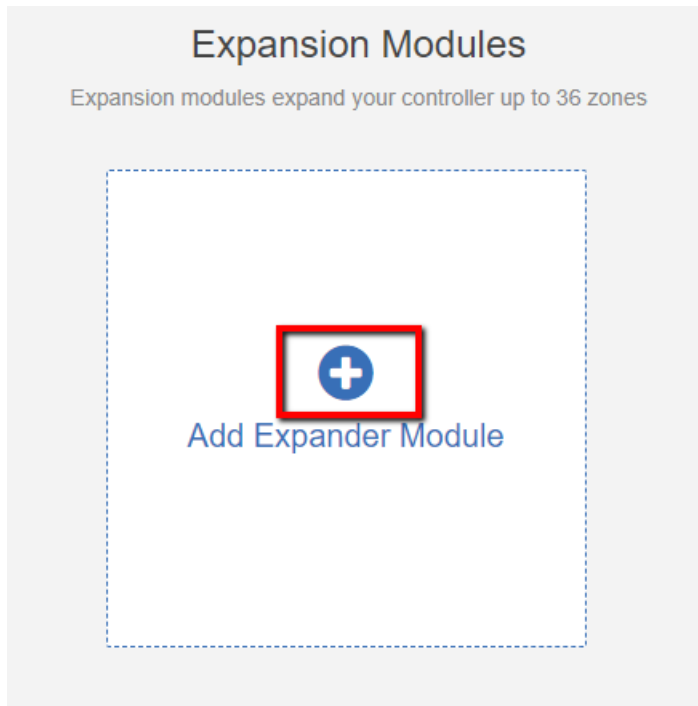 Expansion Modules
Expansion modules expand your controller up to 36 zones
Add Expander Module